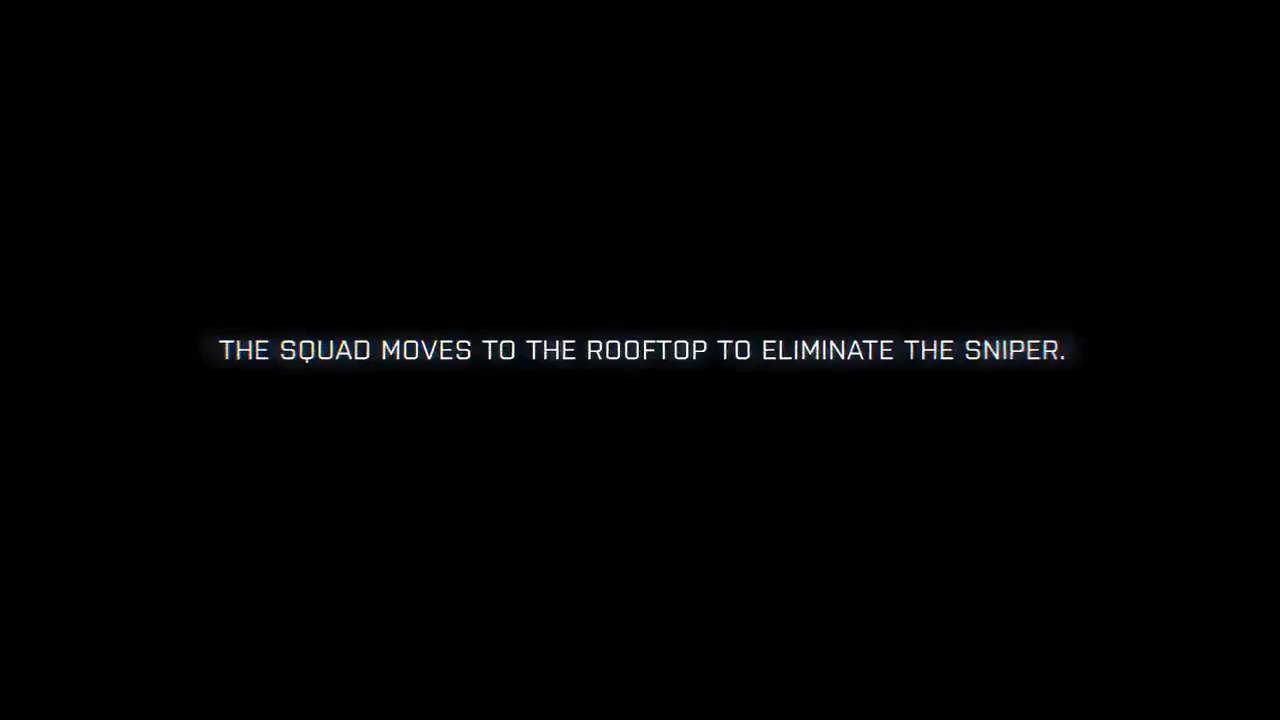 THE SQUAD MOVES TO THE ROOFTOP TO ELIMINATE THE SNIPER.